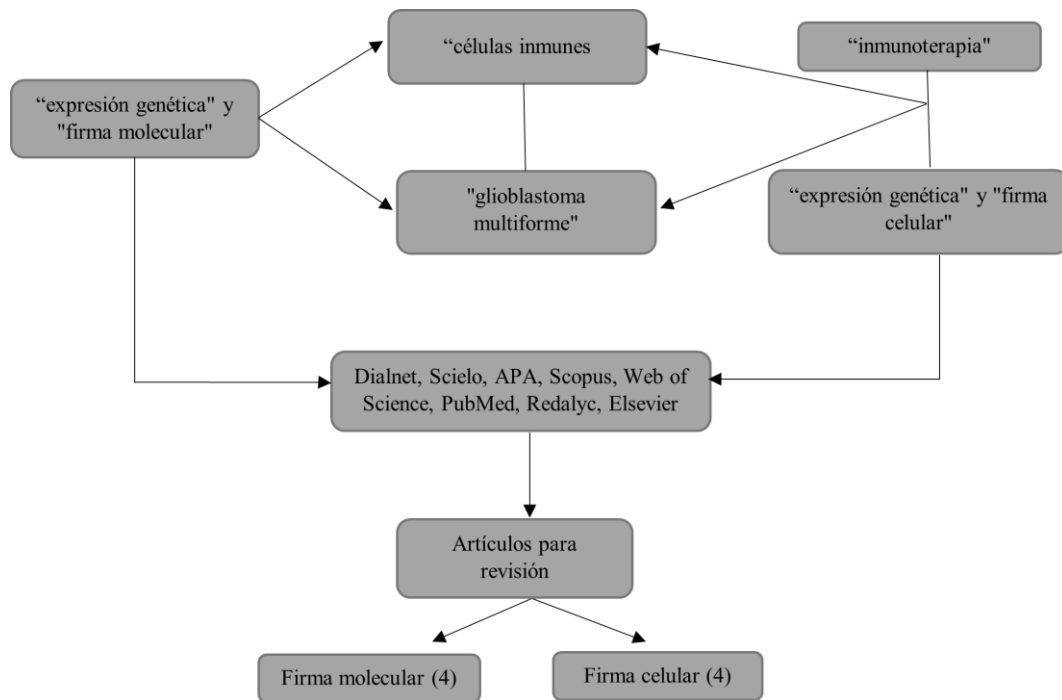 “células inmunes
“inmunoterapia"
“expresión genética" y
"firma molecular"
"glioblastoma
multiforme"
“expresión genética" y "firma
celular"
Dialnet, Scielo, APA, Scopus, Web of
Science, PubMed, Redalyc, Elsevier
Artículos para
revisión
Firma molecular (4)
Firma celular (4)